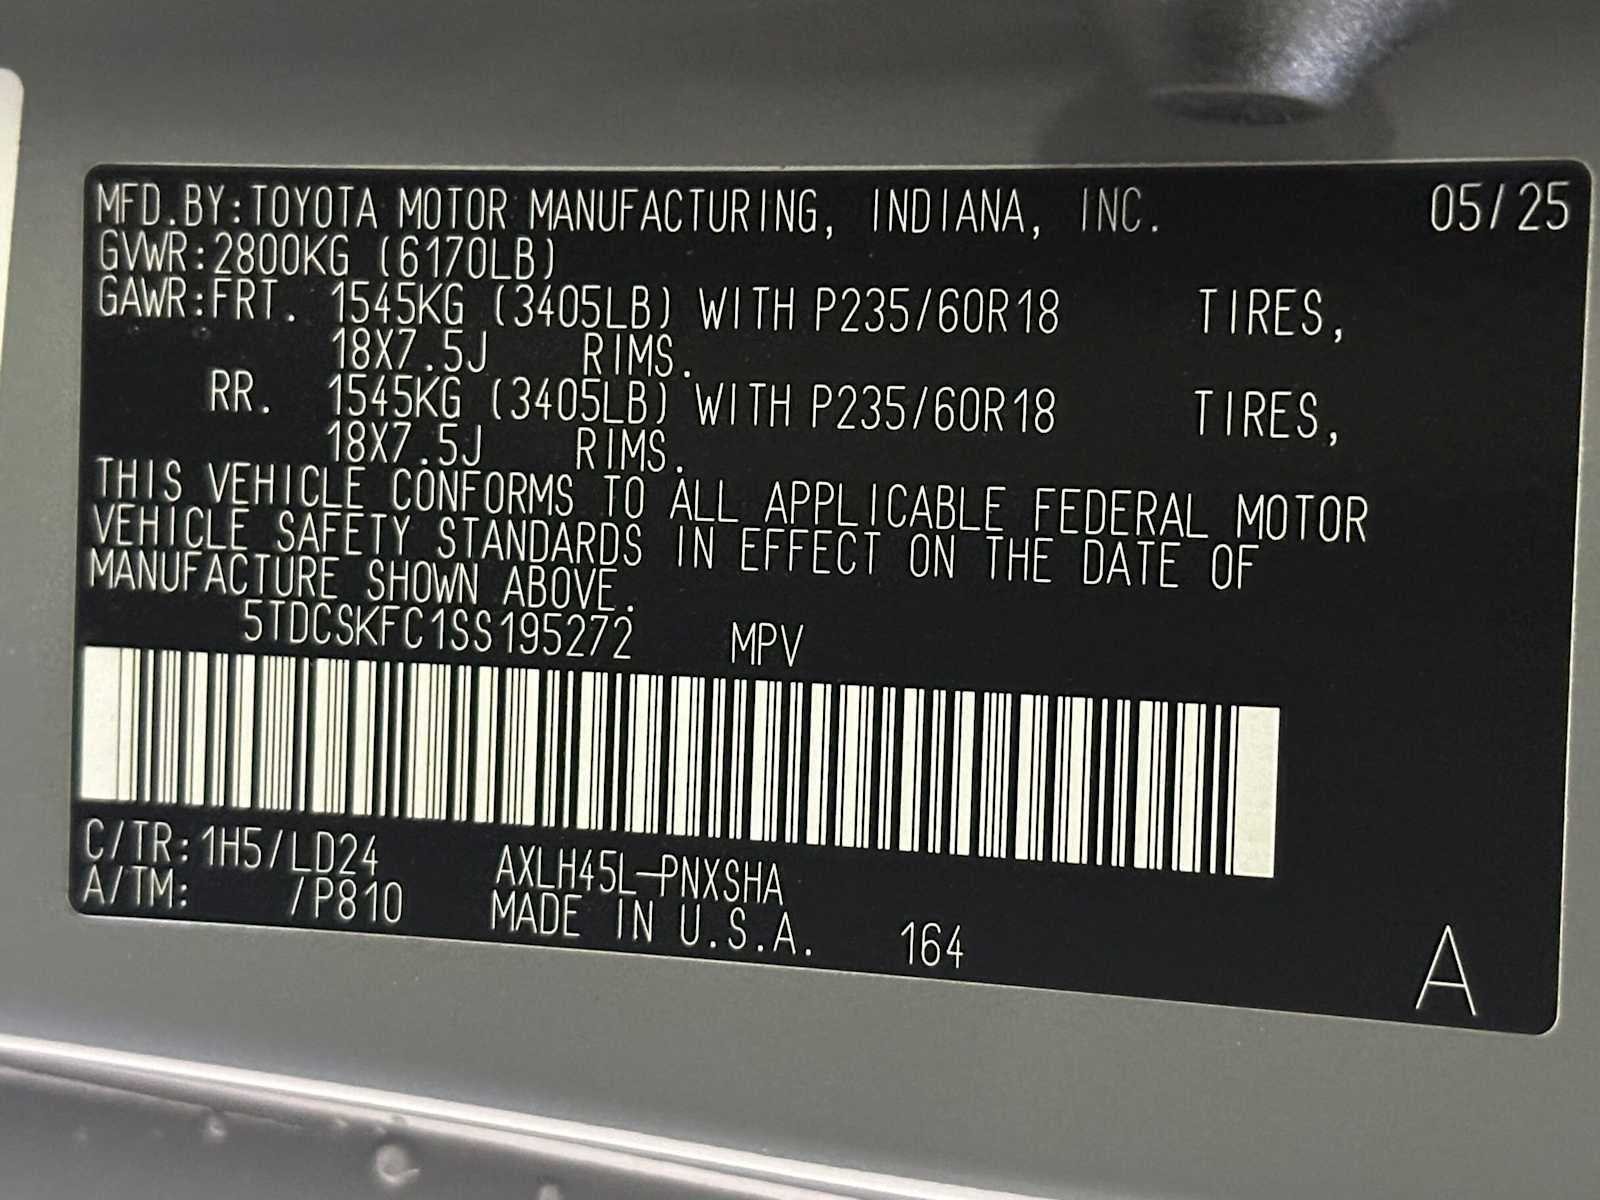 MFD.BY:TOYOTA MOTOR MANUFACTURING, INDIANA, INC. 05/25
GVWR:2800KG (6170LB)
GAWR:FRT. 1545KG (3405LB) WITH P235/60R18 TIRES,
18X7.5J RIMS.
RR. 1545KG (3405LB) WITH P235/60R18 TIRES,
18X7.5J RIMS.
THIS VEHICLE CONFORMS TO ALL APPLICABLE FEDERAL MOTOR
VEHICLE SAFETY STANDARDS IN EFFECT ON THE DATE OF
MANUFACTURE SHOWN ABOVE.
5TDCSKFC1SS195272 MPV
C/TR:1H5/LD24 AXLH45L-PNXSHA
A/TM: /P810 MADE IN U.S.A. 164 A